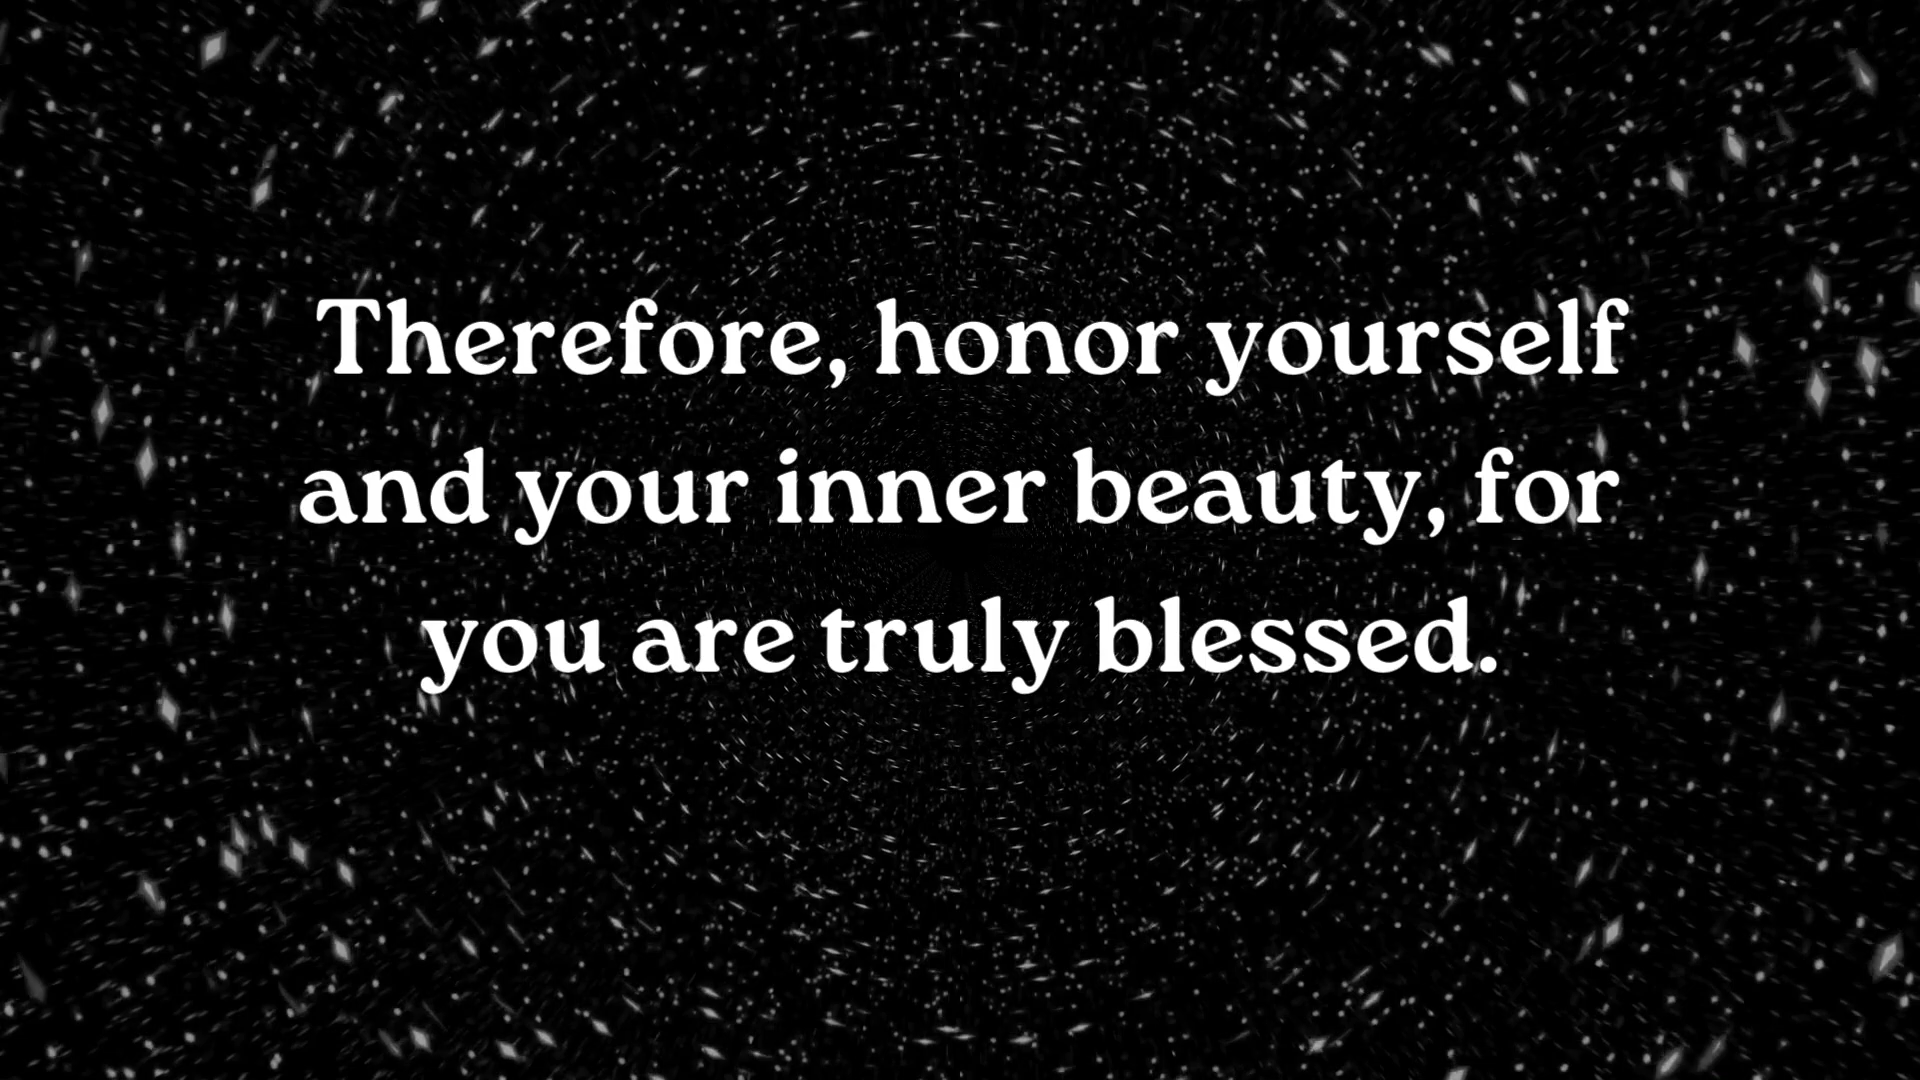 Therefore, honor yourself
and your inner beauty, for
you are truly blessed.